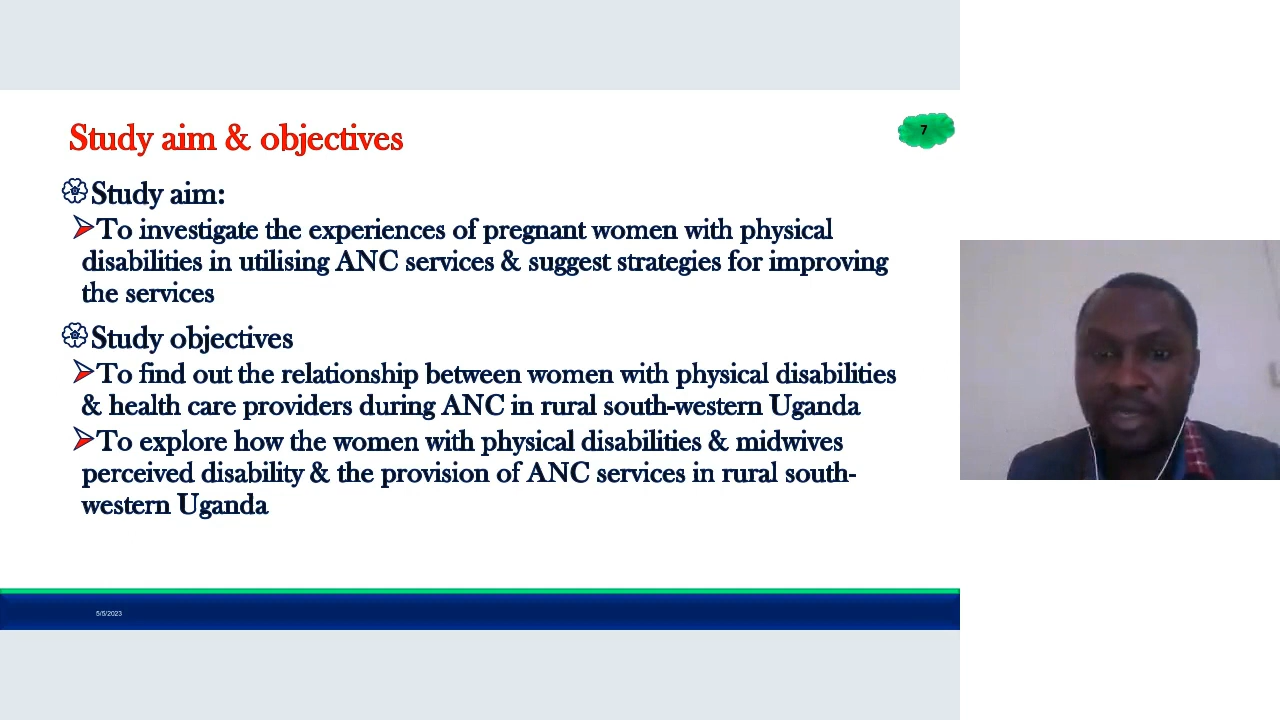 Study aim & objectives
7
Study aim:
To investigate the experiences of pregnant women with physical
disabilities in utilising ANC services & suggest strategies for improving
the services
Study objectives
To find out the relationship between women with physical disabilities
& health care providers during ANC in rural south-western Uganda
To explore how the women with physical disabilities & midwives
perceived disability & the provision of ANC services in rural south-
western Uganda
5/5/2023